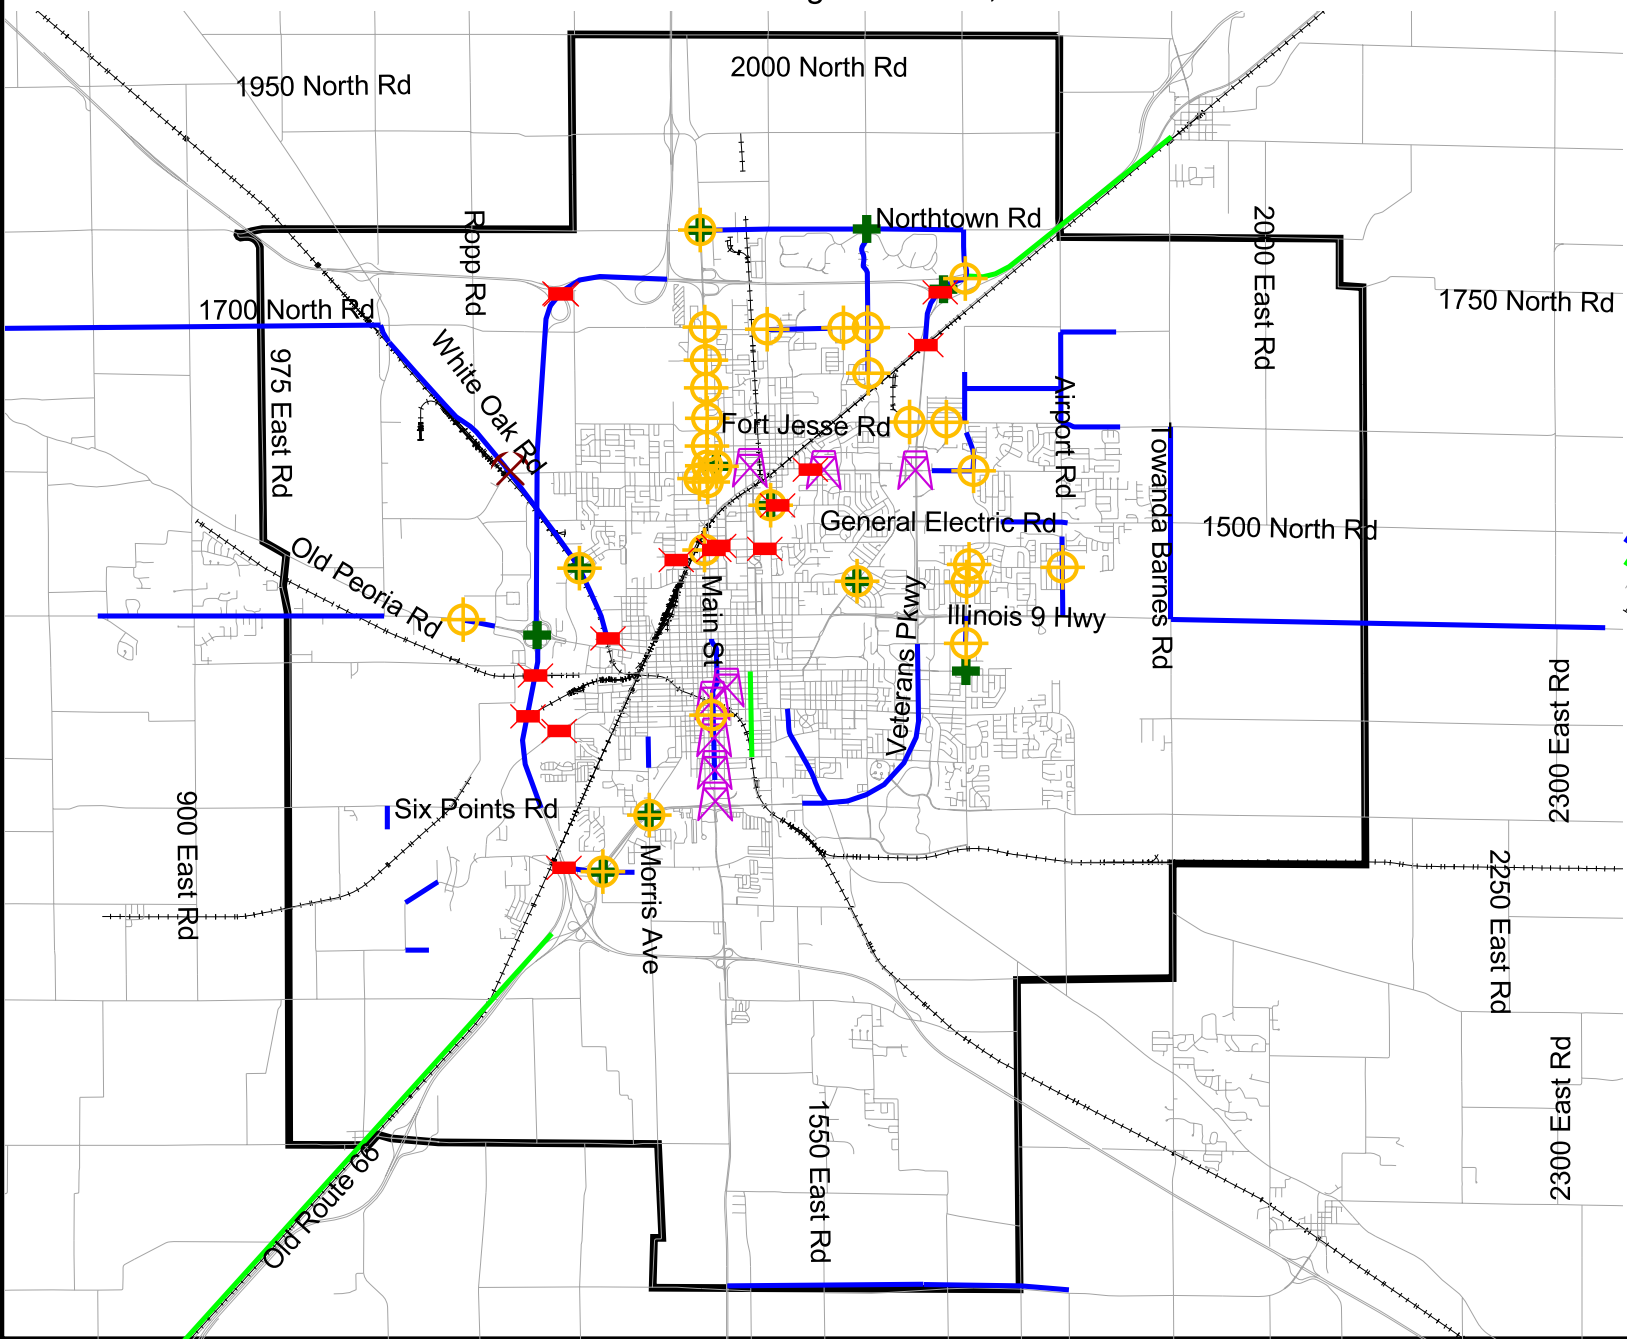 2000 North Rd
1950 North Rd
Northtown Rd
Ropp Rd
2000 East Rd
1700 North Rd
1750 North Rd
White Oak Rd
975 East Rd
Airport Rd
Fort Jesse Rd
Towanda Barnes Rd
General Electric Rd
1500 North Rd
Old Peoria Rd
Main St
Veterans Pkwy
Illinois 9 Hwy
2300 East Rd
900 East Rd
Six Points Rd
Morris Ave
2250 East Rd
2300 East Rd
1550 East Rd
Old Route 66